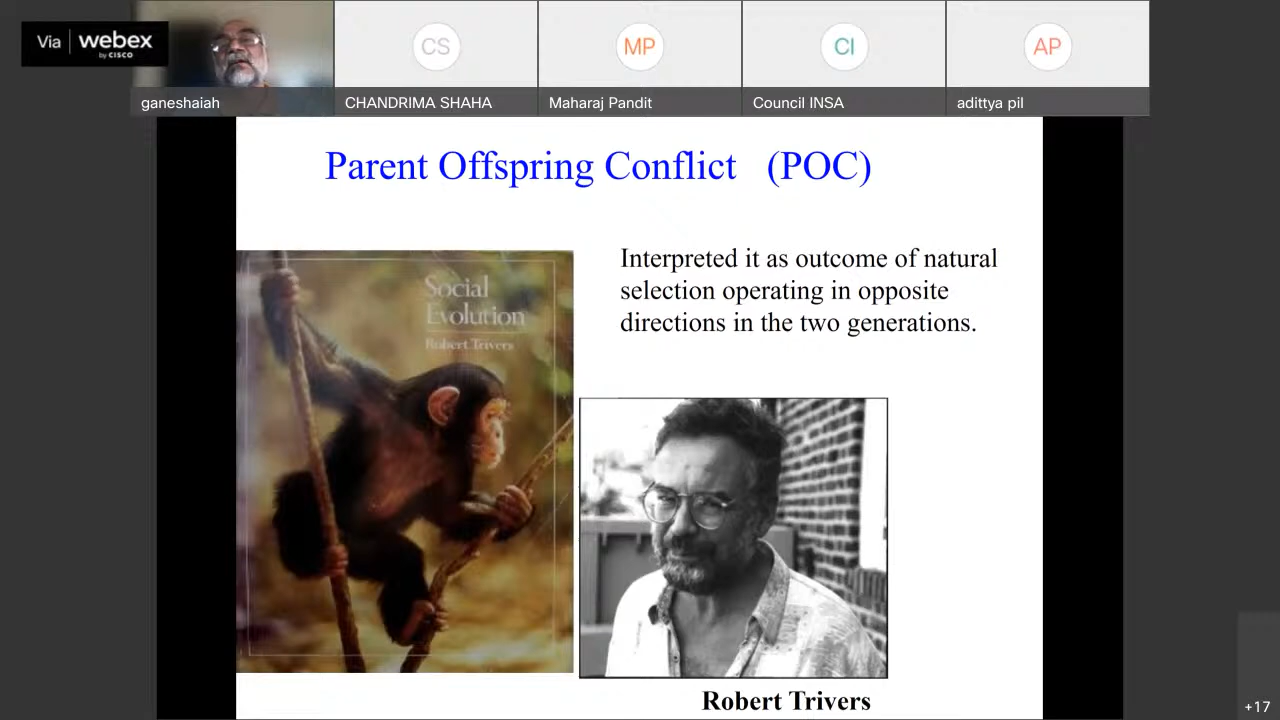 Via webex
by CISCO
CS
MP
CI
AP
ganeshaiah
CHANDRIMA SHAHA
Maharaj Pandit
Council INSA
adittya pil
Parent Offspring Conflict (POC)
Social
Evolution
Robert Trivers
Interpreted it as outcome of natural
selection operating in opposite
directions in the two generations.
Robert Trivers
+17